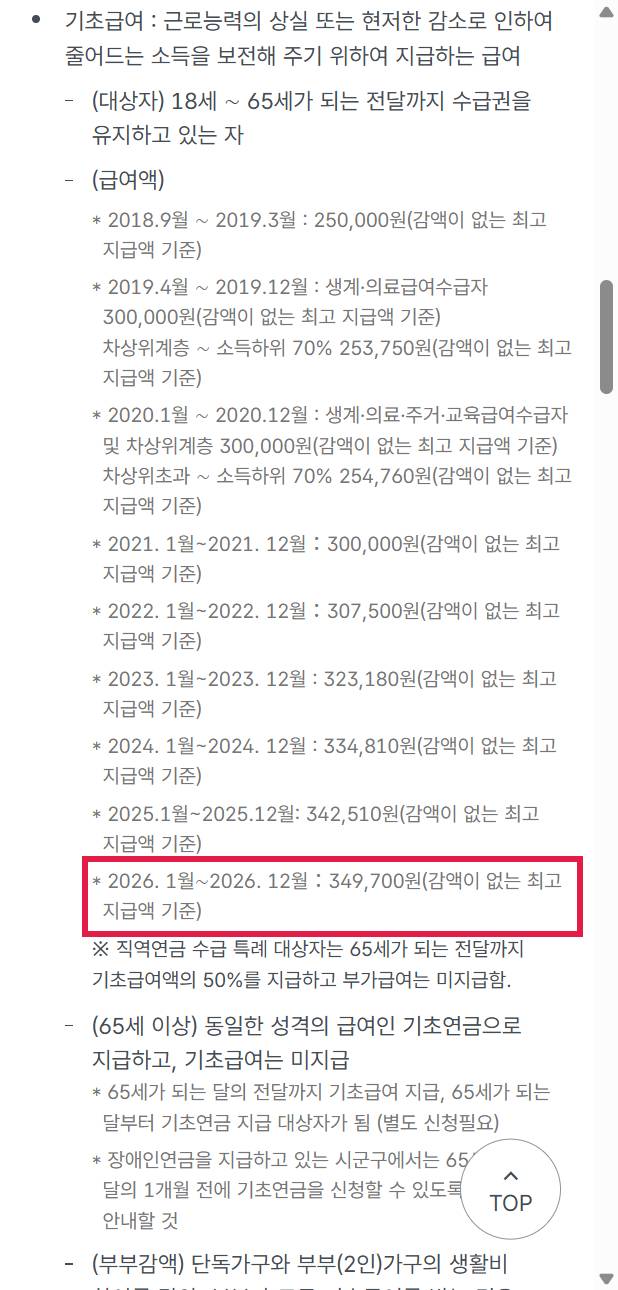 • 기초급여 : 근로능력의 상실 또는 현저한 감소로 인하여
줄어드는 소득을 보전해 주기 위하여 지급하는 급여
- (대상자) 18세 ~ 65세가 되는 전달까지 수급권을
유지하고 있는 자
- (급여액)
* 2018.9월 ~ 2019.3월 : 250,000원(감액이 없는 최고
지급액 기준)
* 2019.4월 ~ 2019.12월 : 생계·의료급여수급자
300,000원(감액이 없는 최고 지급액 기준)
차상위계층 ~ 소득하위 70% 253,750원(감액이 없는 최고
지급액 기준)
* 2020.1월 ~ 2020.12월 : 생계·의료·주거·교육급여수급자
및 차상위계층 300,000원(감액이 없는 최고 지급액 기준)
차상위초과 ~ 소득하위 70% 254,760원(감액이 없는 최고
지급액 기준)
* 2021. 1월~2021. 12월 : 300,000원(감액이 없는 최고
지급액 기준)
* 2022. 1월~2022. 12월 : 307,500원(감액이 없는 최고
지급액 기준)
* 2023. 1월~2023. 12월 : 323,180원(감액이 없는 최고
지급액 기준)
* 2024. 1월~2024. 12월 : 334,810원(감액이 없는 최고
지급액 기준)
* 2025.1월~2025.12월: 342,510원(감액이 없는 최고
지급액 기준)
* 2026. 1월~2026. 12월 : 349,700원(감액이 없는 최고
지급액 기준)
※ 직역연금 수급 특례 대상자는 65세가 되는 전달까지
기초급여액의 50%를 지급하고 부가급여는 미지급함.
- (65세 이상) 동일한 성격의 급여인 기초연금으로
지급하고, 기초급여는 미지급
* 65세가 되는 달의 전달까지 기초급여 지급, 65세가 되는
달부터 기초연금 지급 대상자가 됨 (별도 신청필요)
* 장애인연금을 지급하고 있는 시군구에서는 65
달의 1개월 전에 기초연금을 신청할 수 있도록
안내할 것
TOP
- (부부감액) 단독가구와 부부(2인)가구의 생활비